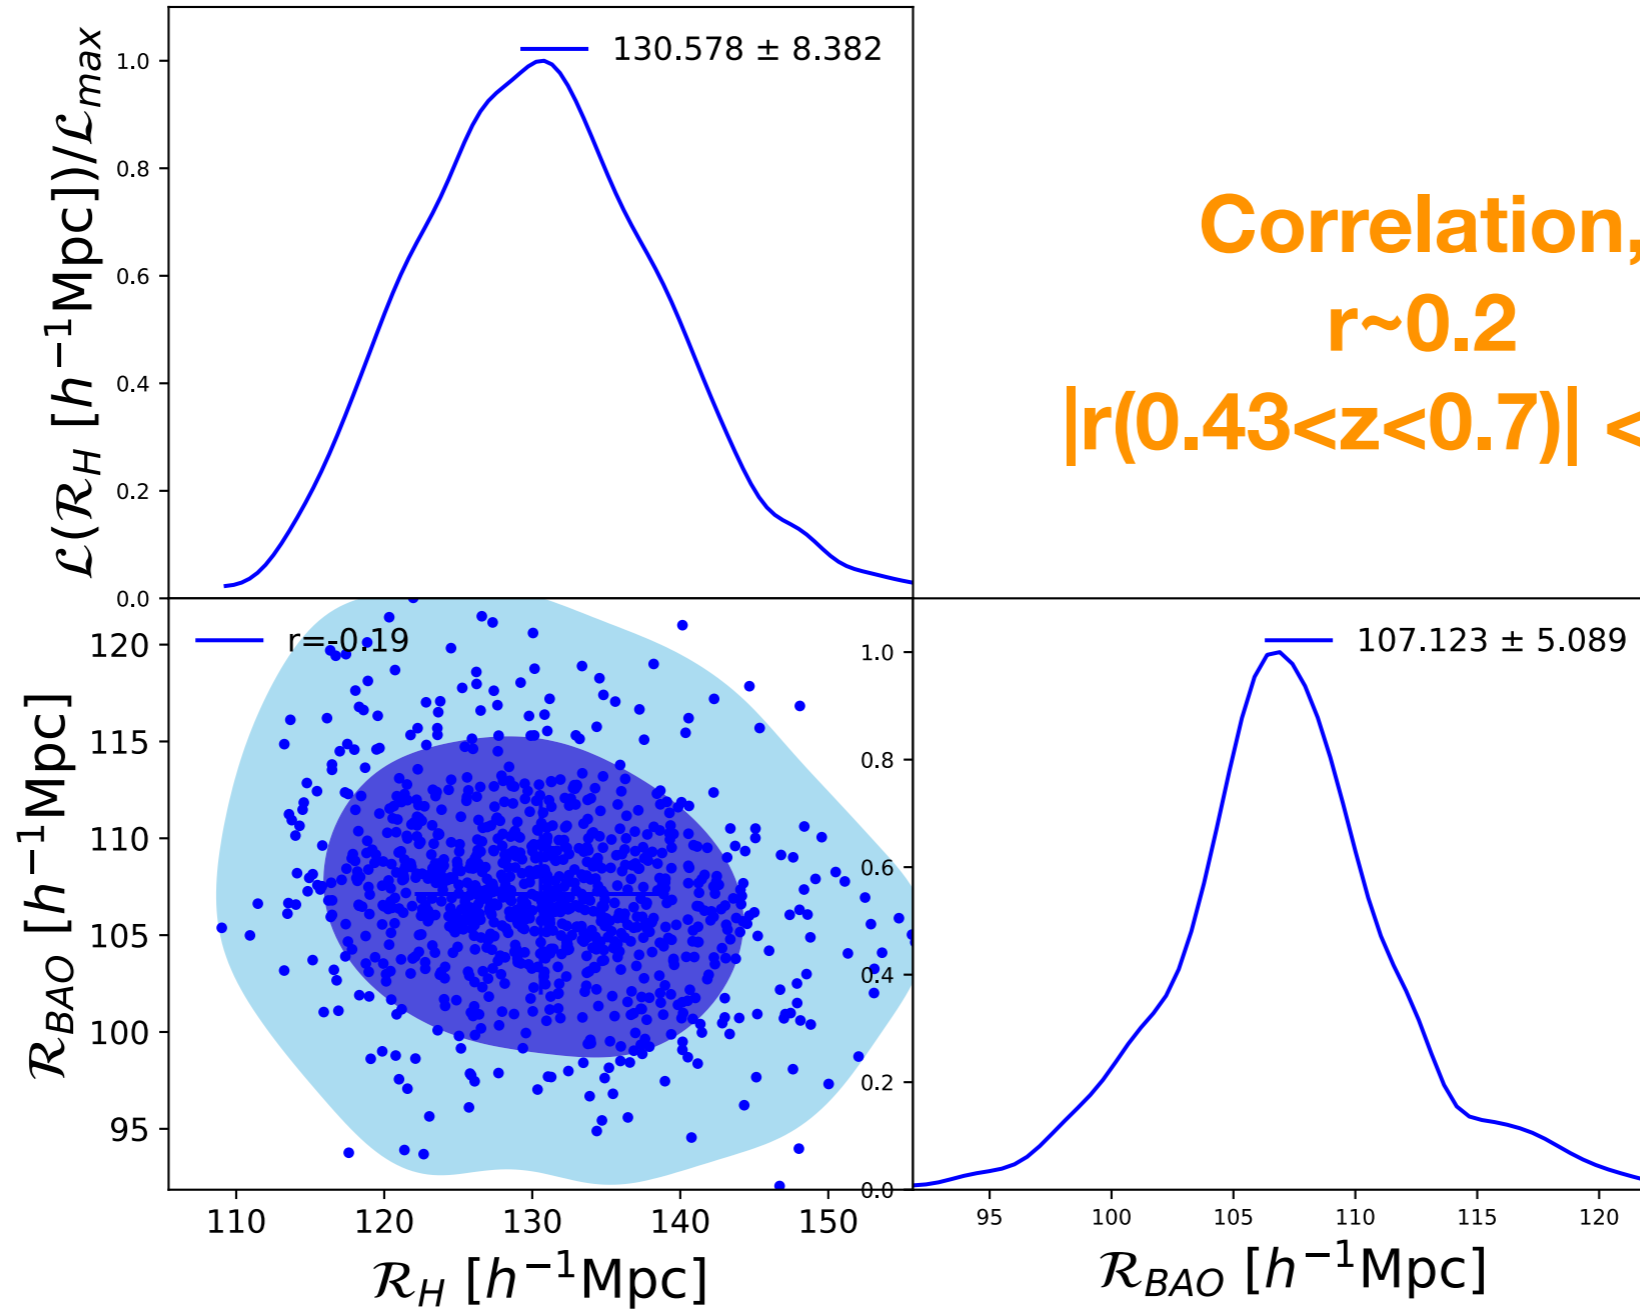 130.578 ± 8.382
ℒ(ℛ_H [h⁻¹Mpc])/ℒ_max
1.0
0.8
0.6
0.4
0.2
0.0
Correlation,
r~0.2
|r(0.43<z<0.7)| <
r=-0.19
ℛ_BAO [h⁻¹Mpc]
120
115
110
105
100
95
110 120 130 140 150
ℛ_H [h⁻¹Mpc]
107.123 ± 5.089
1.0
0.8
0.6
0.4
0.2
0.0
95 100 105 110 115 120
ℛ_BAO [h⁻¹Mpc]